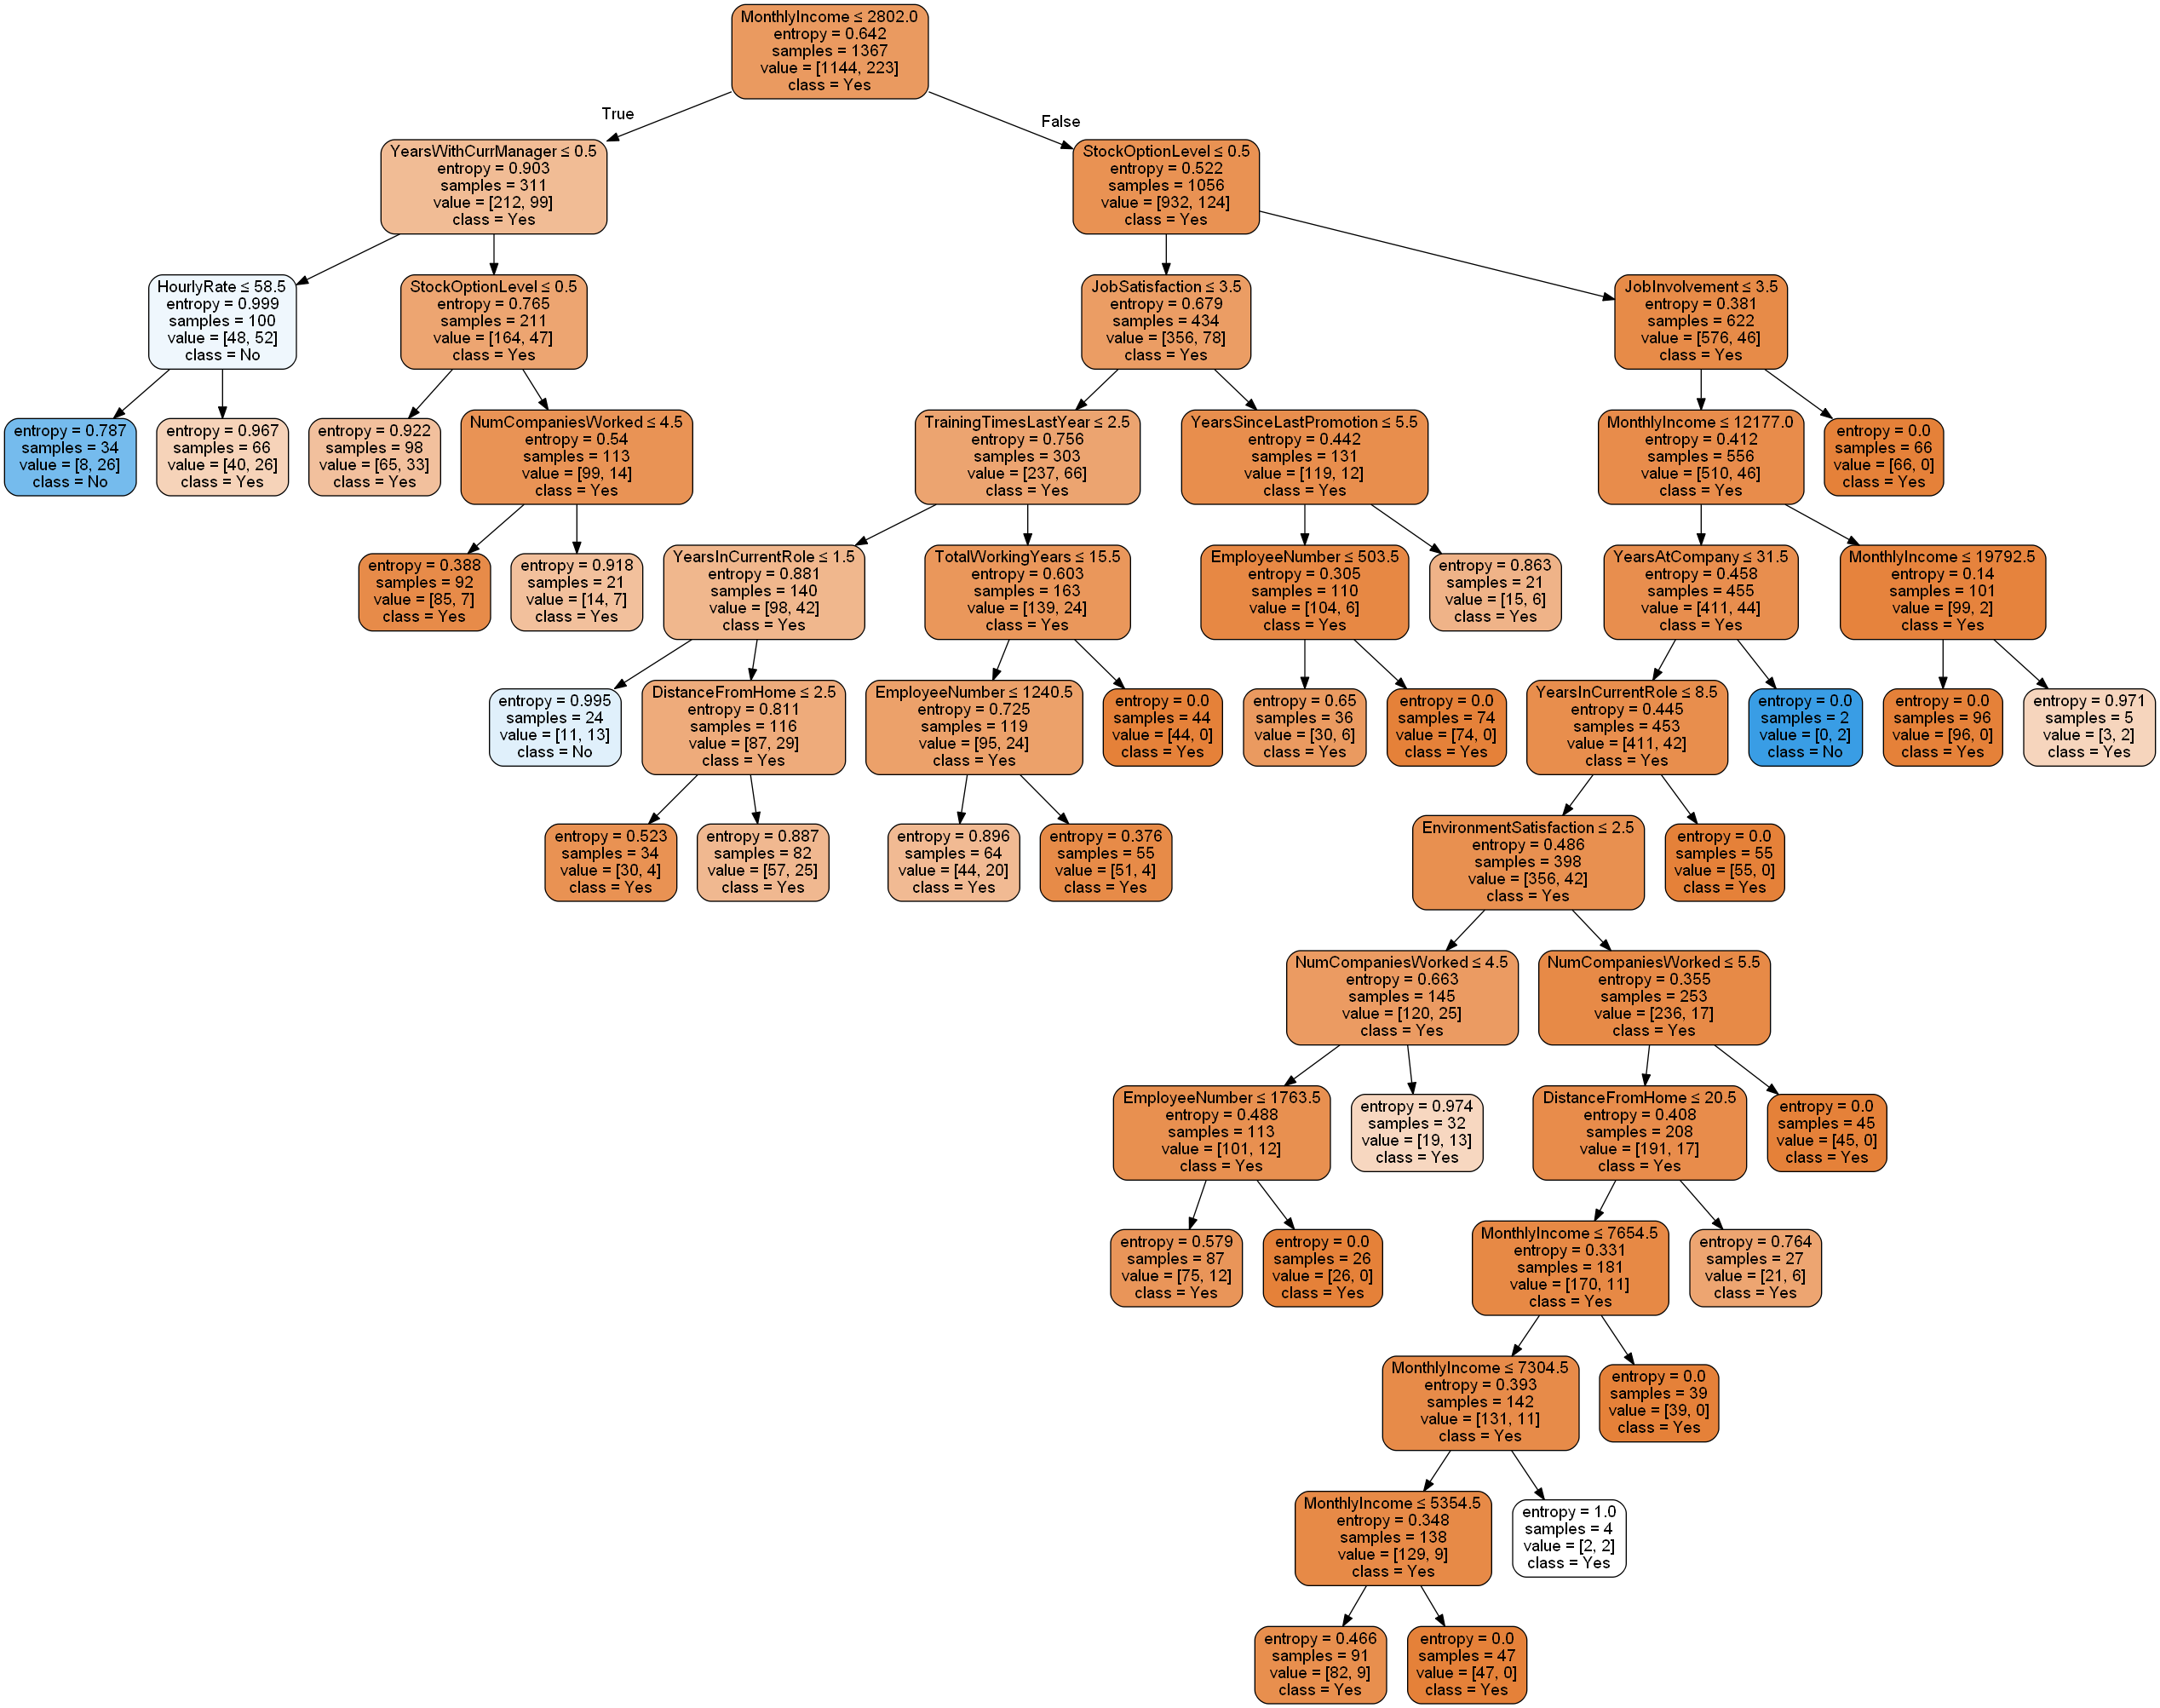 MonthlyIncome ≤ 2802.0
entropy = 0.642
samples = 1367
value = [1144, 223]
class = Yes
True
False
YearsWithCurrManager ≤ 0.5
entropy = 0.903
samples = 311
value = [212, 99]
class = Yes
StockOptionLevel ≤ 0.5
entropy = 0.522
samples = 1056
value = [932, 124]
class = Yes
HourlyRate ≤ 58.5
entropy = 0.999
samples = 100
value = [48, 52]
class = No
StockOptionLevel ≤ 0.5
entropy = 0.765
samples = 211
value = [164, 47]
class = Yes
JobSatisfaction ≤ 3.5
entropy = 0.679
samples = 434
value = [356, 78]
class = Yes
JobInvolvement ≤ 3.5
entropy = 0.381
samples = 622
value = [576, 46]
class = Yes
entropy = 0.787
samples = 34
value = [8, 26]
class = No
entropy = 0.967
samples = 66
value = [40, 26]
class = Yes
entropy = 0.922
samples = 98
value = [65, 33]
class = Yes
NumCompaniesWorked ≤ 4.5
entropy = 0.54
samples = 113
value = [99, 14]
class = Yes
TrainingTimesLastYear ≤ 2.5
entropy = 0.756
samples = 303
value = [237, 66]
class = Yes
YearsSinceLastPromotion ≤ 5.5
entropy = 0.442
samples = 131
value = [119, 12]
class = Yes
MonthlyIncome ≤ 12177.0
entropy = 0.412
samples = 556
value = [510, 46]
class = Yes
entropy = 0.0
samples = 66
value = [66, 0]
class = Yes
entropy = 0.388
samples = 92
value = [85, 7]
class = Yes
entropy = 0.918
samples = 21
value = [14, 7]
class = Yes
YearsInCurrentRole ≤ 1.5
entropy = 0.881
samples = 140
value = [98, 42]
class = Yes
TotalWorkingYears ≤ 15.5
entropy = 0.603
samples = 163
value = [139, 24]
class = Yes
EmployeeNumber ≤ 503.5
entropy = 0.305
samples = 110
value = [104, 6]
class = Yes
entropy = 0.863
samples = 21
value = [15, 6]
class = Yes
YearsAtCompany ≤ 31.5
entropy = 0.458
samples = 455
value = [411, 44]
class = Yes
MonthlyIncome ≤ 19792.5
entropy = 0.14
samples = 101
value = [99, 2]
class = Yes
entropy = 0.995
samples = 24
value = [11, 13]
class = No
DistanceFromHome ≤ 2.5
entropy = 0.811
samples = 116
value = [87, 29]
class = Yes
EmployeeNumber ≤ 1240.5
entropy = 0.725
samples = 119
value = [95, 24]
class = Yes
entropy = 0.0
samples = 44
value = [44, 0]
class = Yes
entropy = 0.65
samples = 36
value = [30, 6]
class = Yes
entropy = 0.0
samples = 74
value = [74, 0]
class = Yes
YearsInCurrentRole ≤ 8.5
entropy = 0.445
samples = 453
value = [411, 42]
class = Yes
entropy = 0.0
samples = 2
value = [0, 2]
class = No
entropy = 0.0
samples = 96
value = [96, 0]
class = Yes
entropy = 0.971
samples = 5
value = [3, 2]
class = Yes
entropy = 0.523
samples = 34
value = [30, 4]
class = Yes
entropy = 0.887
samples = 82
value = [57, 25]
class = Yes
entropy = 0.896
samples = 64
value = [44, 20]
class = Yes
entropy = 0.376
samples = 55
value = [51, 4]
class = Yes
EnvironmentSatisfaction ≤ 2.5
entropy = 0.486
samples = 398
value = [356, 42]
class = Yes
entropy = 0.0
samples = 55
value = [55, 0]
class = Yes
NumCompaniesWorked ≤ 4.5
entropy = 0.663
samples = 145
value = [120, 25]
class = Yes
NumCompaniesWorked ≤ 5.5
entropy = 0.355
samples = 253
value = [236, 17]
class = Yes
EmployeeNumber ≤ 1763.5
entropy = 0.488
samples = 113
value = [101, 12]
class = Yes
entropy = 0.974
samples = 32
value = [19, 13]
class = Yes
DistanceFromHome ≤ 20.5
entropy = 0.408
samples = 208
value = [191, 17]
class = Yes
entropy = 0.0
samples = 45
value = [45, 0]
class = Yes
entropy = 0.579
samples = 87
value = [75, 12]
class = Yes
entropy = 0.0
samples = 26
value = [26, 0]
class = Yes
MonthlyIncome ≤ 7654.5
entropy = 0.331
samples = 181
value = [170, 11]
class = Yes
entropy = 0.764
samples = 27
value = [21, 6]
class = Yes
MonthlyIncome ≤ 7304.5
entropy = 0.393
samples = 142
value = [131, 11]
class = Yes
entropy = 0.0
samples = 39
value = [39, 0]
class = Yes
MonthlyIncome ≤ 5354.5
entropy = 0.348
samples = 138
value = [129, 9]
class = Yes
entropy = 1.0
samples = 4
value = [2, 2]
class = Yes
entropy = 0.466
samples = 91
value = [82, 9]
class = Yes
entropy = 0.0
samples = 47
value = [47, 0]
class = Yes